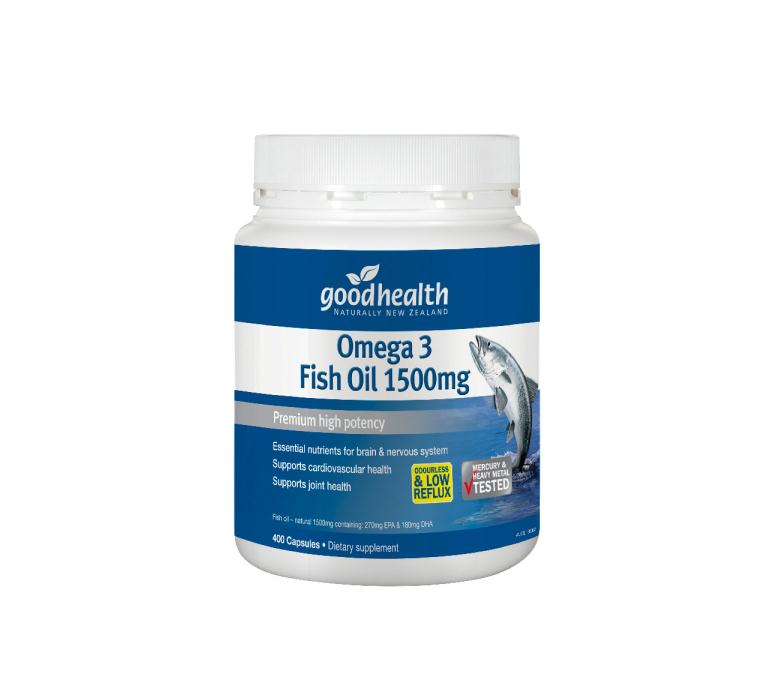 goodhealth
NATURALLY NEW ZEALAND
Omega 3
Fish Oil 1500mg
Premium high potency
Essential nutrients for brain & nervous system
Supports cardiovascular health
Supports joint health
ODOURLESS
& LOW
REFLUX
MERCURY &
HEAVY METAL
√TESTED
Fish oil – natural 1500mg containing: 270mg EPA & 180mg DHA
400 Capsules • Dietary supplement